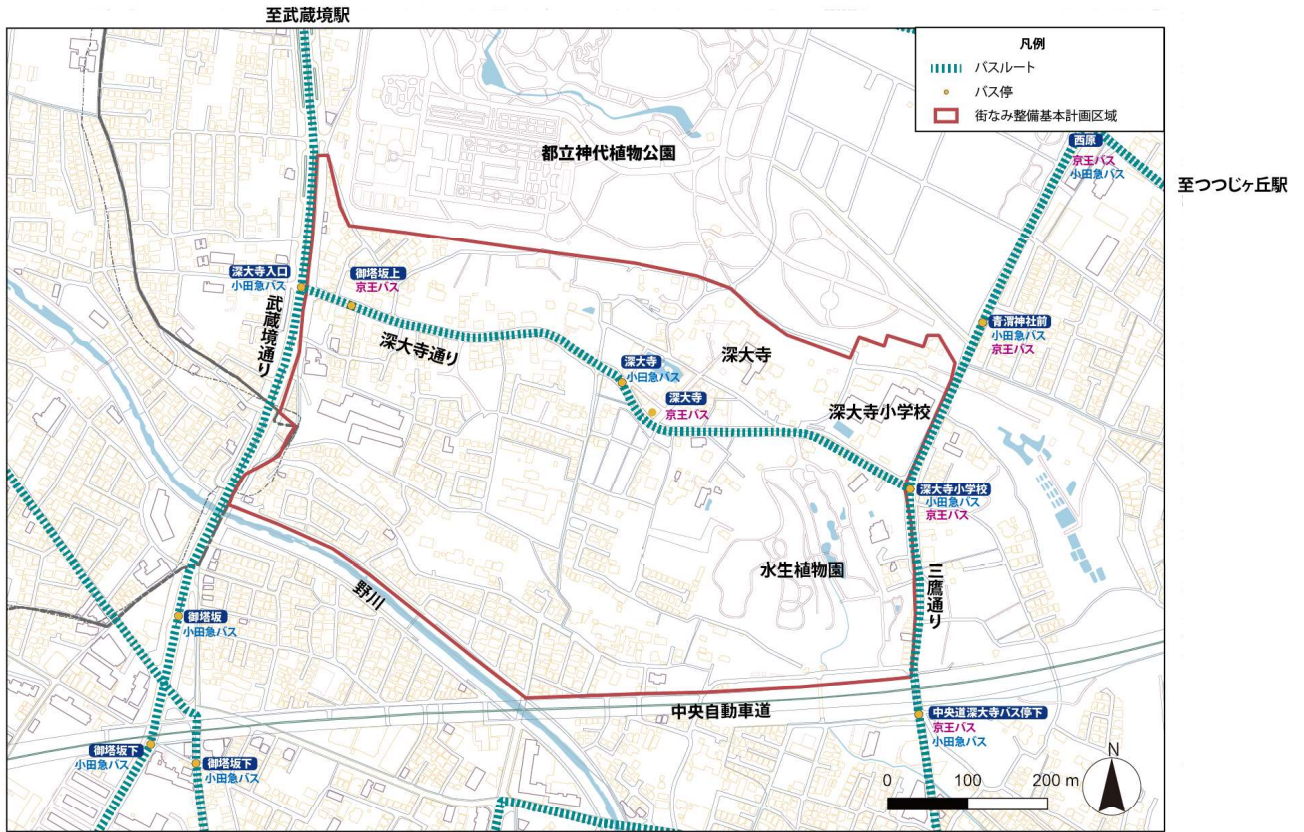 至武蔵境駅
凡例
バスルート
バス停
街なみ整備基本計画区域
都立神代植物公園
西原
京王バス
小田急バス
至つつじヶ丘駅
深大寺入口
小田急バス
御塔坂上
京王バス
武蔵境通り
深大寺通り
青渭神社前
小田急バス
京王バス
深大寺
深大寺
小田急バス
深大寺
京王バス
深大寺小学校
深大寺小学校
小田急バス
京王バス
水生植物園
三鷹通り
野川
御塔坂
小田急バス
中央自動車道
中央道深大寺バス停下
京王バス
小田急バス
御塔坂下
小田急バス
御塔坂下
小田急バス
N
0 100 200 m